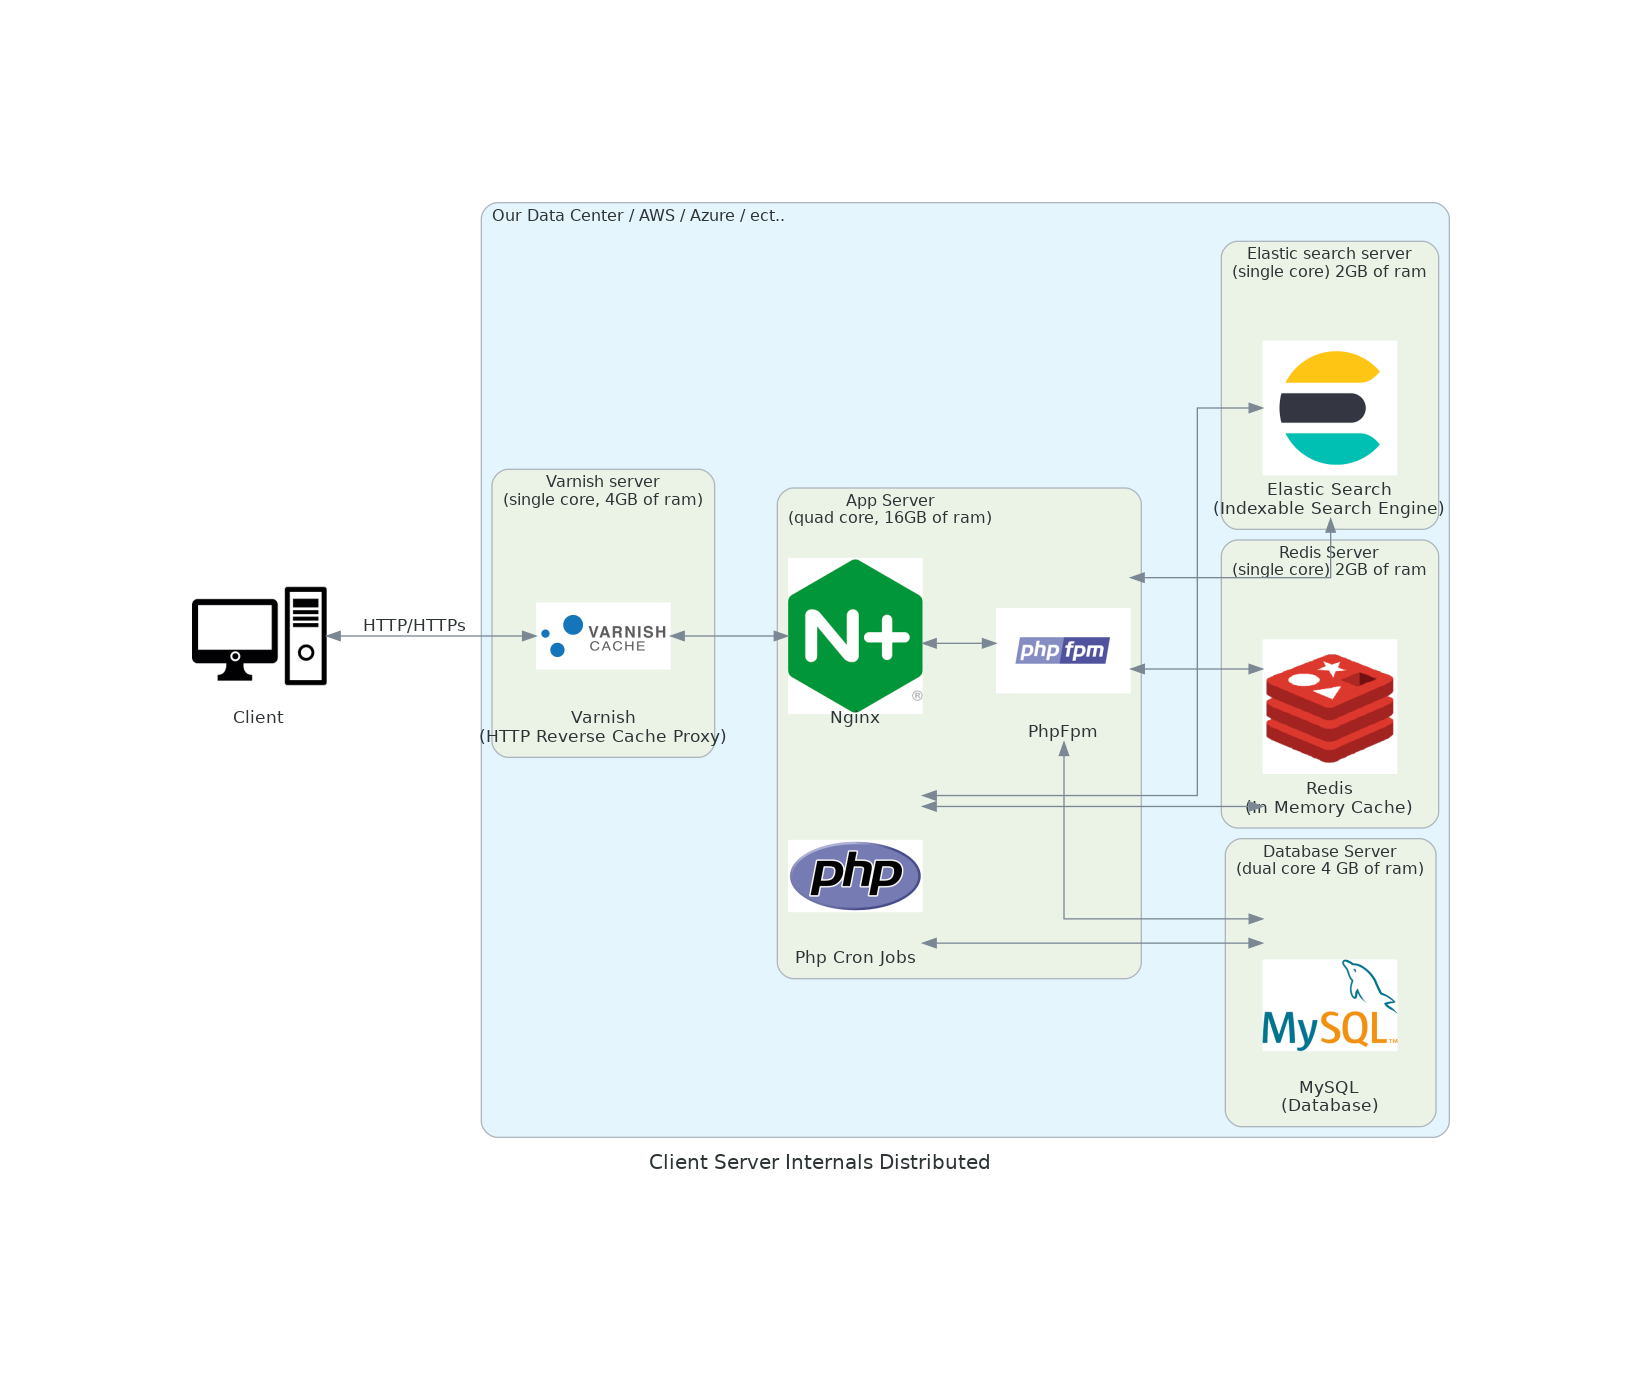 Our Data Center / AWS / Azure / ect..
Elastic search server
(single core) 2GB of ram
Elastic Search
(Indexable Search Engine)
Varnish server
(single core, 4GB of ram)
VARNISH
CACHE
Varnish
(HTTP Reverse Cache Proxy)
App Server
(quad core, 16GB of ram)
N+
®
Nginx
php fpm
PhpFpm
Redis Server
(single core) 2GB of ram
Redis
(In Memory Cache)
HTTP/HTTPs
Client
php
Php Cron Jobs
Database Server
(dual core 4 GB of ram)
MySQL™
MySQL
(Database)
Client Server Internals Distributed